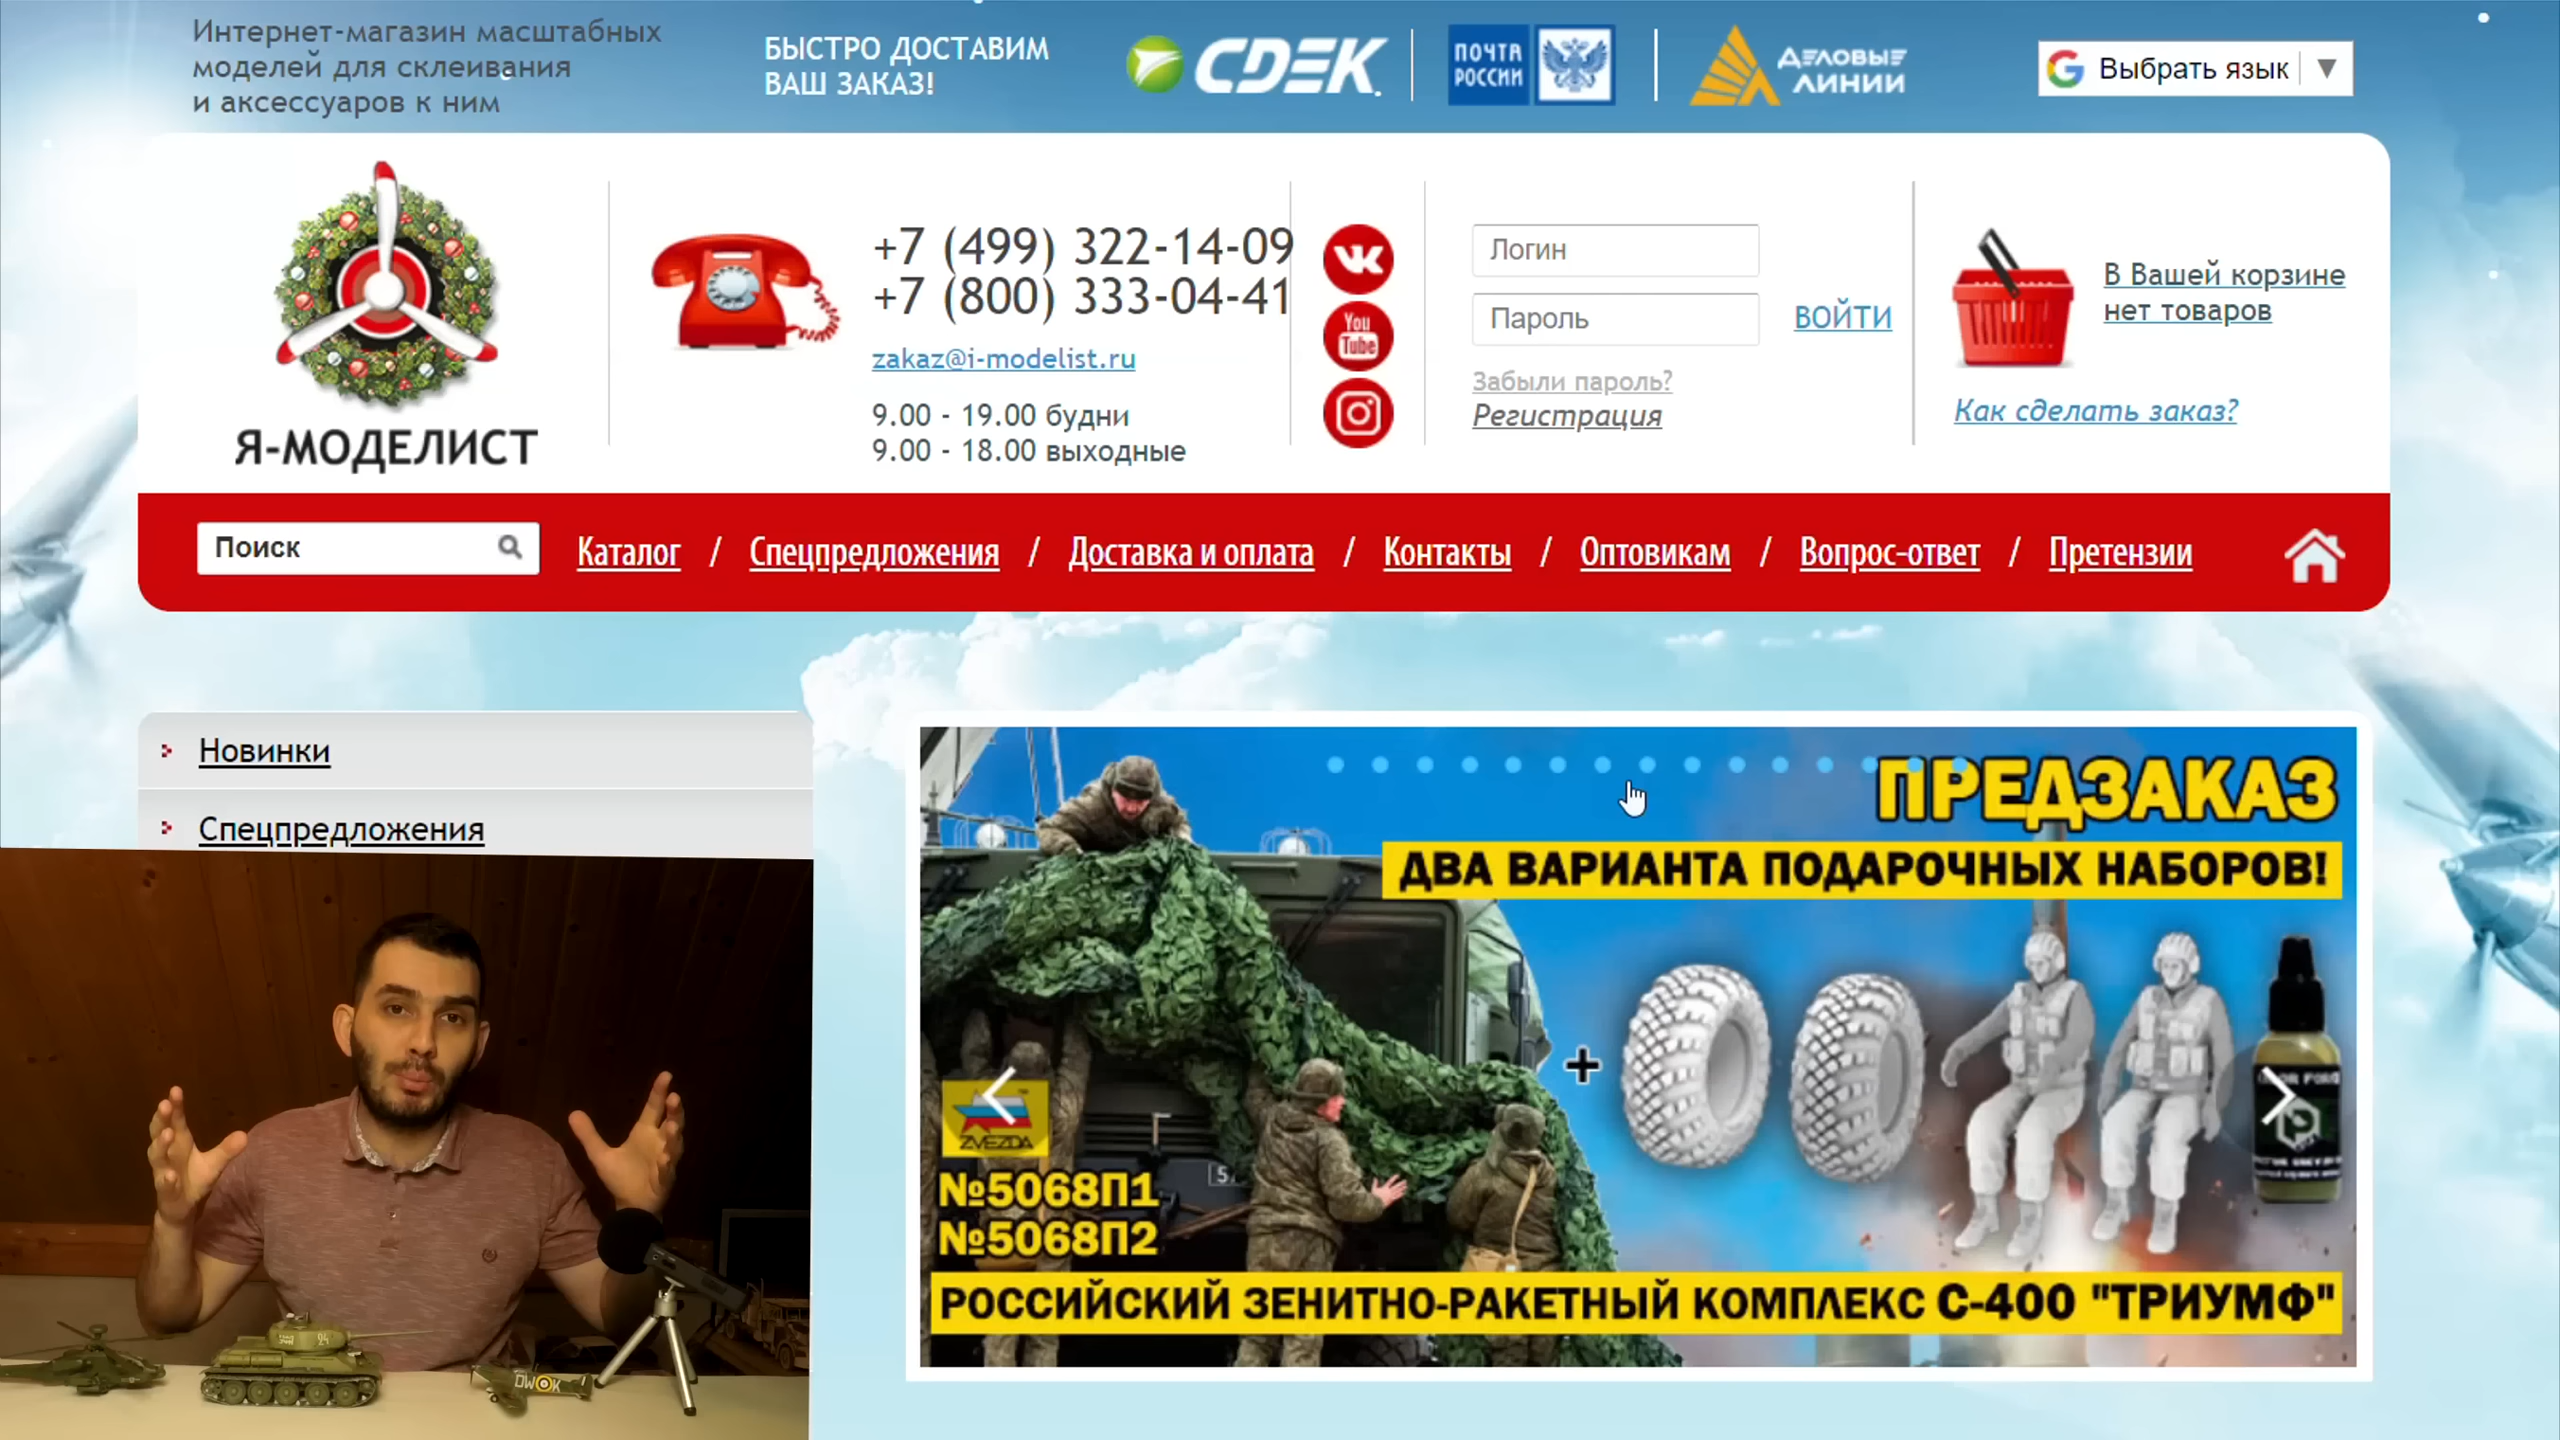 Интернет-магазин масштабных
моделей для склеивания
и аксессуаров к ним
БЫСТРО ДОСТАВИМ
ВАШ ЗАКАЗ!
CDEK
ПОЧТА
РОССИИ
ДЕЛОВЫЕ
ЛИНИИ
Выбрать язык
Я-МОДЕЛИСТ
+7 (499) 322-14-09
+7 (800) 333-04-41
zakaz@i-modelist.ru
9.00 - 19.00 будни
9.00 - 18.00 выходные
You
Tube
Логин
Пароль
ВОЙТИ
Забыли пароль?
Регистрация
В Вашей корзине
нет товаров
Как сделать заказ?
Поиск
Каталог / Спецпредложения / Доставка и оплата / Контакты / Оптовикам / Вопрос-ответ / Претензии
Новинки
Спецпредложения
ПРЕДЗАКАЗ
ДВА ВАРИАНТА ПОДАРОЧНЫХ НАБОРОВ!
+
ZVEZDA
№5068П1
№5068П2
РОССИЙСКИЙ ЗЕНИТНО-РАКЕТНЫЙ КОМПЛЕКС С-400 "ТРИУМФ"
24
DW K